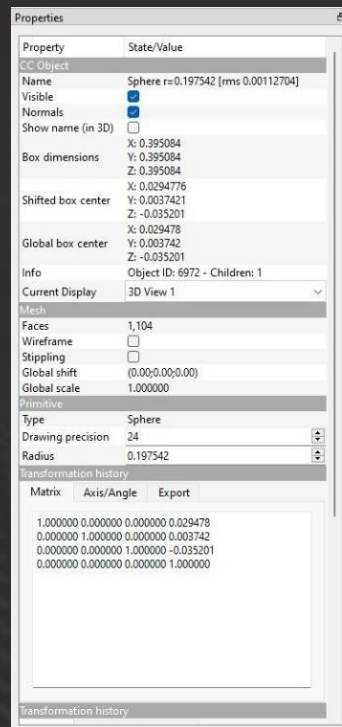 Properties
Property State/Value
CC Object
Name Sphere r=0.197542 [rms 0.00112704]
Visible
Normals
Show name (in 3D)
Box dimensions X: 0.395084
Y: 0.395084
Z: 0.395084
Shifted box center X: 0.0294776
Y: 0.0037421
Z: -0.035201
Global box center X: 0.029478
Y: 0.003742
Z: -0.035201
Info Object ID: 6972 - Children: 1
Current Display 3D View 1
Mesh
Faces 1,104
Wireframe
Stippling
Global shift (0.00;0.00;0.00)
Global scale 1.000000
Primitive
Type Sphere
Drawing precision 24
Radius 0.197542
Transformation history
Matrix Axis/Angle Export
1.000000 0.000000 0.000000 0.029478
0.000000 1.000000 0.000000 0.003742
0.000000 0.000000 1.000000 -0.035201
0.000000 0.000000 0.000000 1.000000
Transformation history